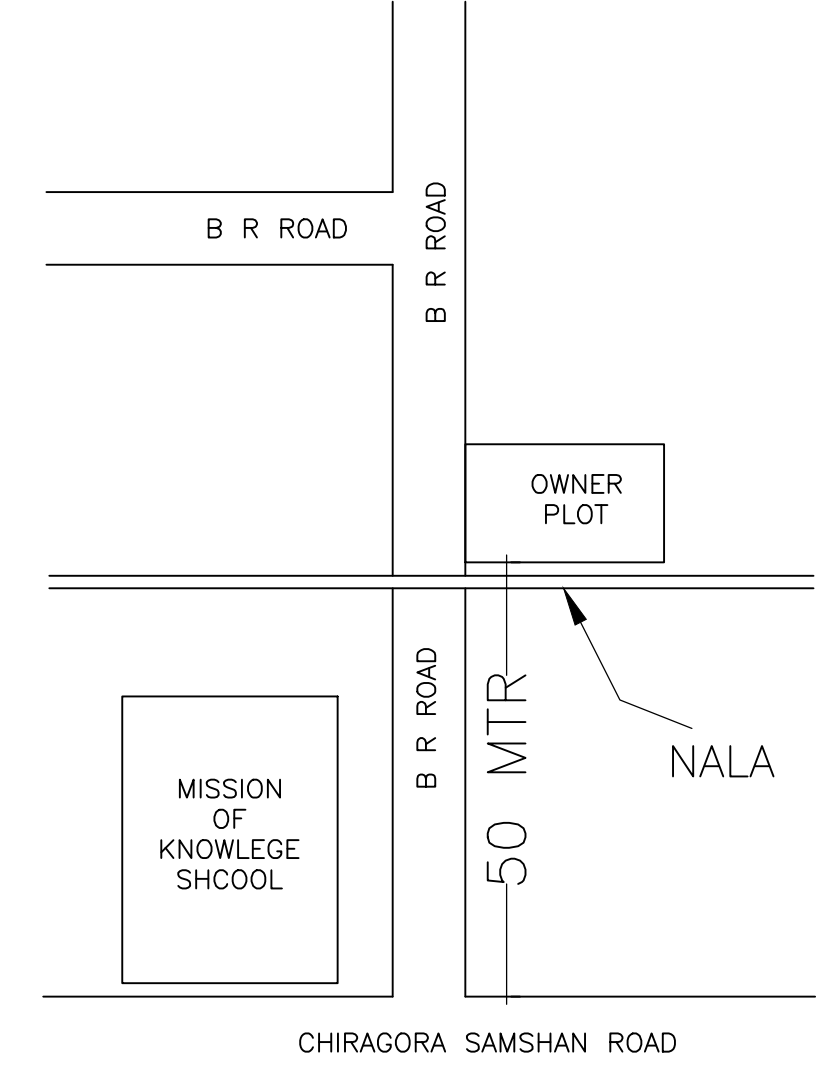 B R ROAD
B R ROAD
OWNER
PLOT
B R ROAD
50 MTR
NALA
MISSION
OF
KNOWLEGE
SHCOOL
CHIRAGORA SAMSHAN ROAD